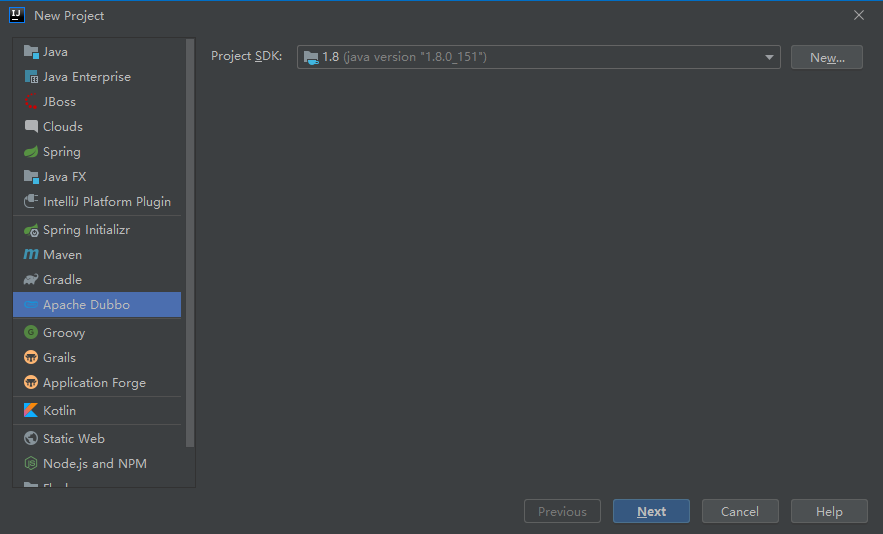 New Project
Java
Java Enterprise
JBoss
Clouds
Spring
Java FX
IntelliJ Platform Plugin
Spring Initializr
Maven
Gradle
Apache Dubbo
Groovy
Grails
Application Forge
Kotlin
Static Web
Node.js and NPM
Project SDK: 1.8 (java version "1.8.0_151") New...
Previous Next Cancel Help